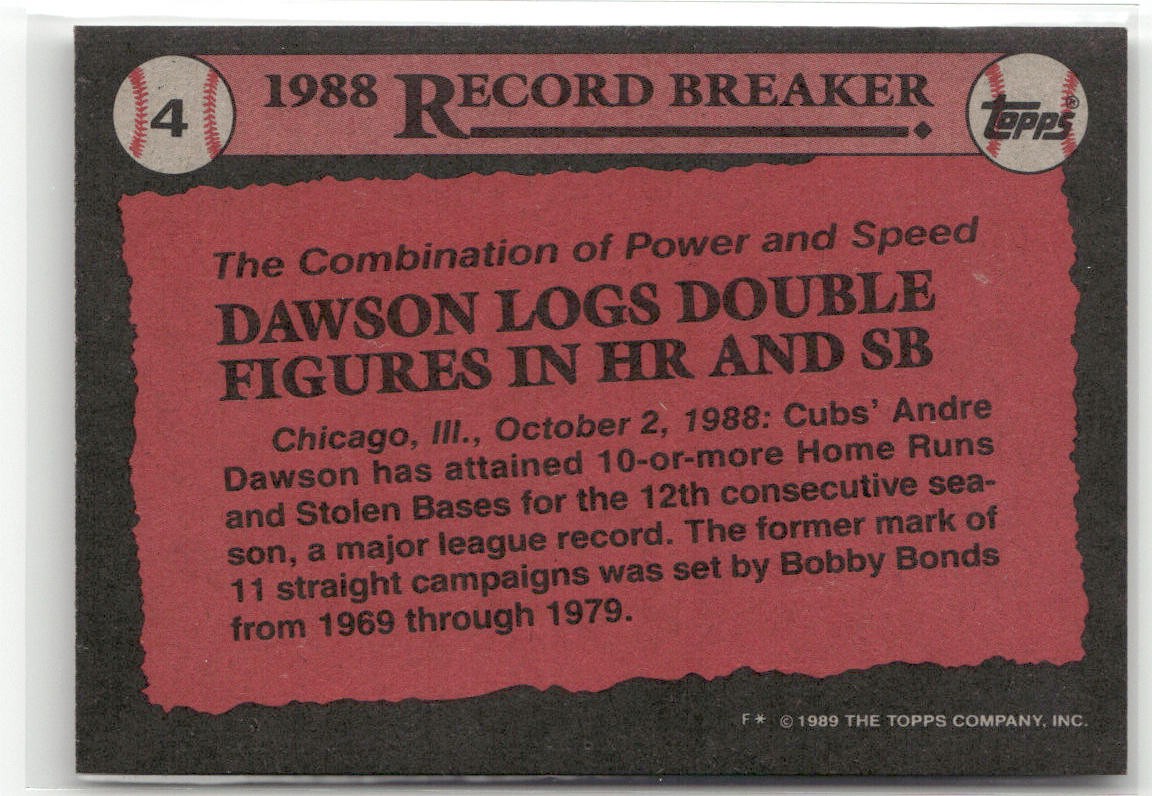 4
1988 RECORD BREAKER
Topps®
The Combination of Power and Speed
DAWSON LOGS DOUBLE
FIGURES IN HR AND SB
Chicago, Ill., October 2, 1988: Cubs' Andre
Dawson has attained 10-or-more Home Runs
and Stolen Bases for the 12th consecutive sea-
son, a major league record. The former mark of
11 straight campaigns was set by Bobby Bonds
from 1969 through 1979.
F* ©1989 THE TOPPS COMPANY, INC.